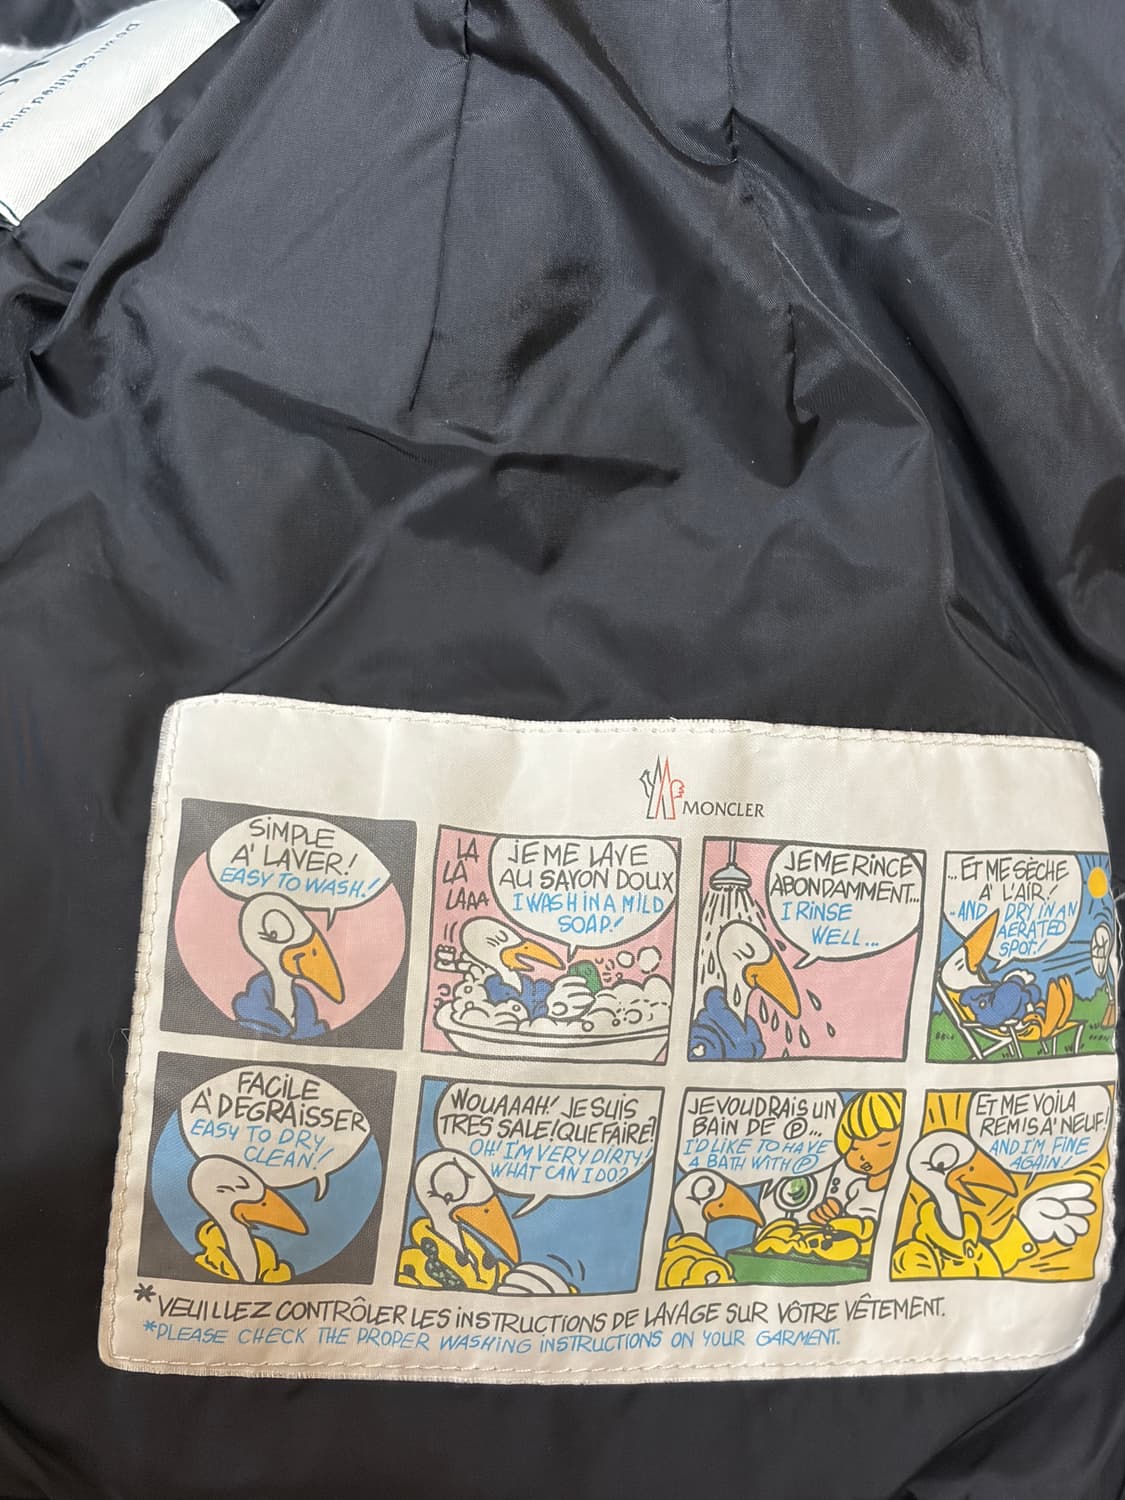 MONCLER
SiMPLE
A' LAVER!
EASY TO WASH!
LA
LA
LAAA
JE ME LAVE
AU SAVON DOUX
I WASH IN A MILD
SOAP!
JE ME RINCE
ABONDAMMENT...
I RINSE
WELL...
...ET ME SÈCHE
A' L'AIR!
..AND DRY IN AN
AERATED
SPOT!
FACiLE
A' DEGRAiSSER
EASY TO DRY
CLEAN!
WOUAAAH! JE SUiS
TRÈS SALE! QUE FAIRE?
OH! I'M VERY DIRTY!
WHAT CAN I DO?
JE VOUDRAiS UN
BAiN DE Ⓟ...
I'D LIKE TO HAVE
A BATH WITH Ⓟ
ET ME VOiLA
REMiS A' NEUF!
AND I'M FINE
AGAIN!
*VEUiLLEZ CONTRÔLER LES iNSTRUCTIONS DE LAVAGE SUR VÔTRE VÊTEMENT.
*PLEASE CHECK THE PROPER WASHING iNSTRUCTIONS ON YOUR GARMENT.